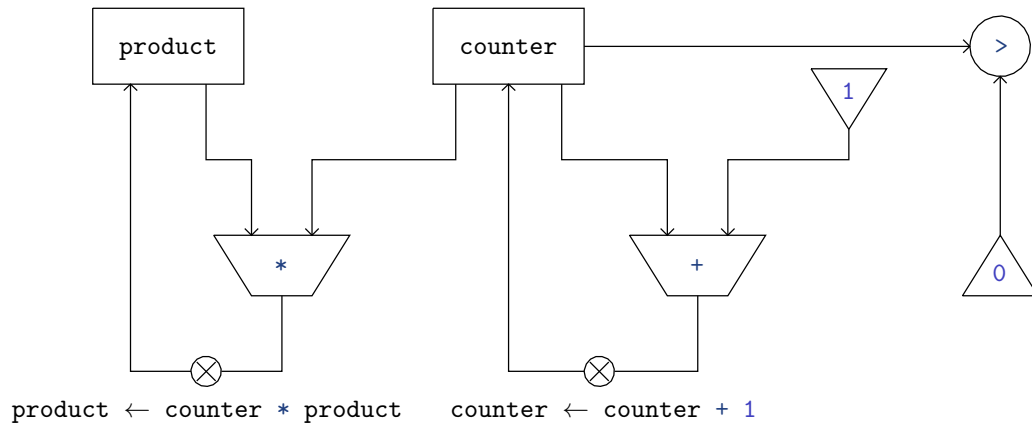 product
counter
>
1
*
+
0
product ← counter * product
counter ← counter + 1